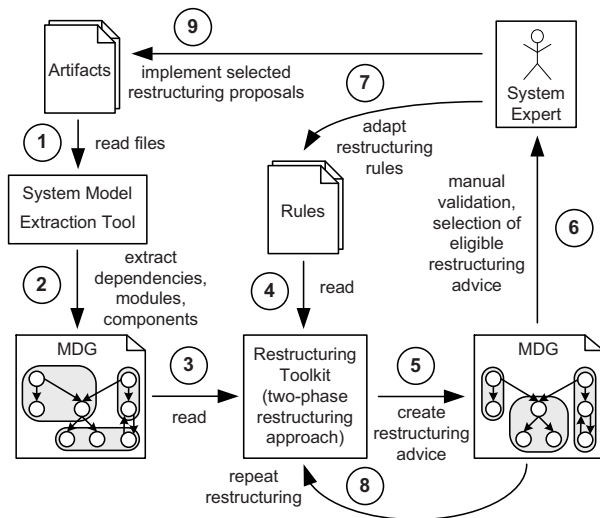 9
Artifacts
implement selected
restructuring proposals
System
Expert
7
adapt
restructuring
rules
1
read files
System Model
Extraction Tool
Rules
manual
validation,
selection of
eligible
restructuring
advice
6
2
extract
dependencies,
modules,
components
4
read
MDG
3
read
Restructuring
Toolkit
(two-phase
restructuring
approach)
5
create
restructuring
advice
MDG
repeat
restructuring
8